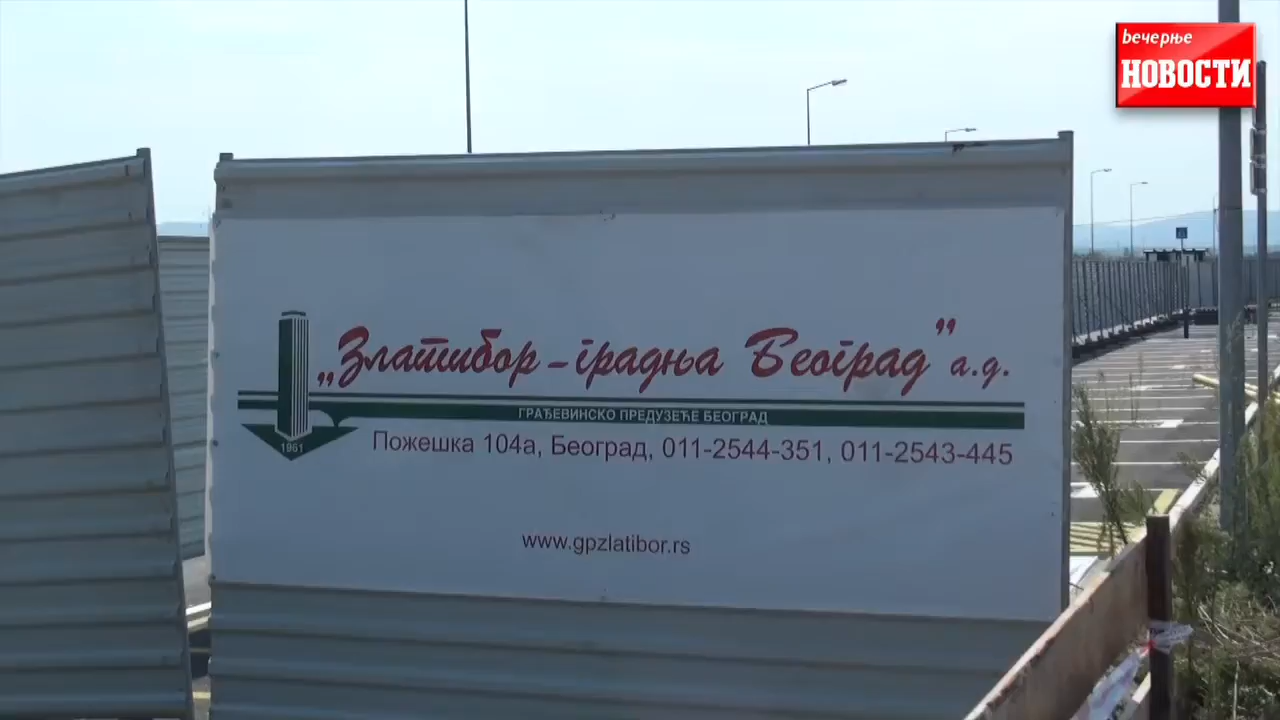 Вечерње
НОВОСТИ
„Златибор-градња Београд” а.д.
ГРАЂЕВИНСКО ПРЕДУЗЕЋЕ БЕОГРАД
1961
Пожешка 104а, Београд, 011-2544-351, 011-2543-445
www.gpzlatibor.rs